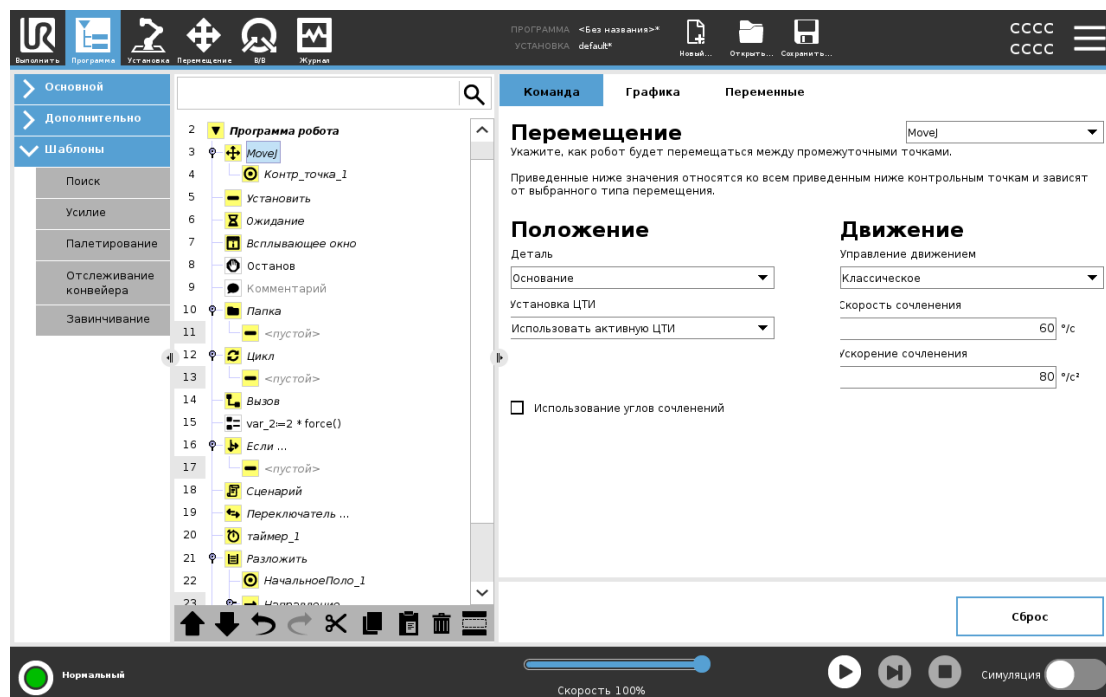 ПРОГРАММА <Без названия>*
УСТАНОВКА default*
Выполнить
Программа
Установка
Перемещение
В/В
Журнал
Новый...
Открыть...
Сохранить...
CCCC
CCCC
Основной
Дополнительно
Шаблоны
Поиск
Усилие
Палетирование
Отслеживание
конвейера
Завинчивание
2 Программа робота
3 MoveJ
4 Контр_точка_1
5 Установить
6 Ожидание
7 Всплывающее окно
8 Останов
9 Комментарий
10 Папка
11 <пустой>
12 Цикл
13 <пустой>
14 Вызов
15 var_2:=2 * force()
16 Если ...
17 <пустой>
18 Сценарий
19 Переключатель ...
20 таймер_1
21 Разложить
22 НачальноеПоло_1
23 Направление
Команда
Графика
Переменные
Перемещение
MoveJ
Укажите, как робот будет перемещаться между промежуточными точками.
Приведенные ниже значения относятся ко всем приведенным ниже контрольным точкам и зависят
от выбранного типа перемещения.
Положение
Деталь
Основание
Установка ЦТИ
Использовать активную ЦТИ
Использование углов сочленений
Движение
Управление движением
Классическое
Скорость сочленения
60 °/с
Ускорение сочленения
80 °/с²
Сброс
Нормальный
Скорость 100%
Симуляция